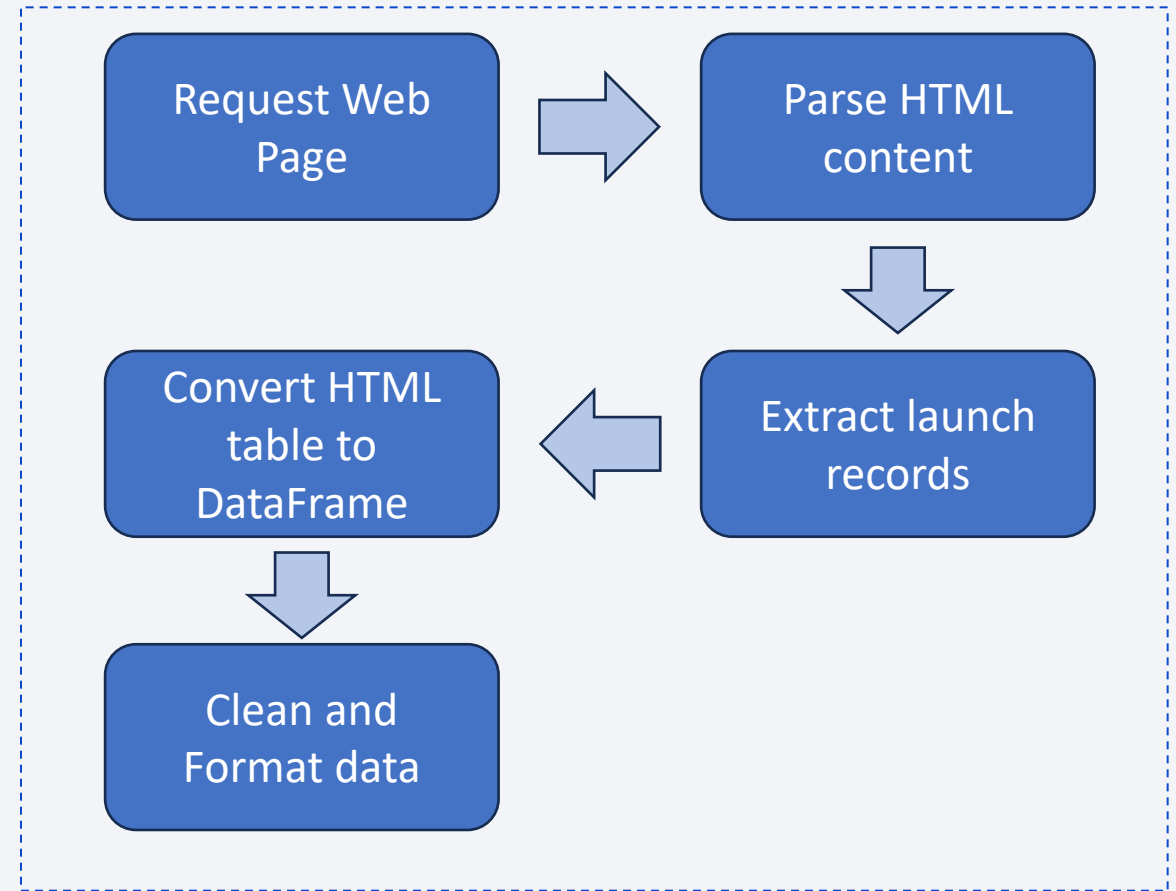 Request Web
Page
Parse HTML
content
Extract launch
records
Convert HTML
table to
DataFrame
Clean and
Format data